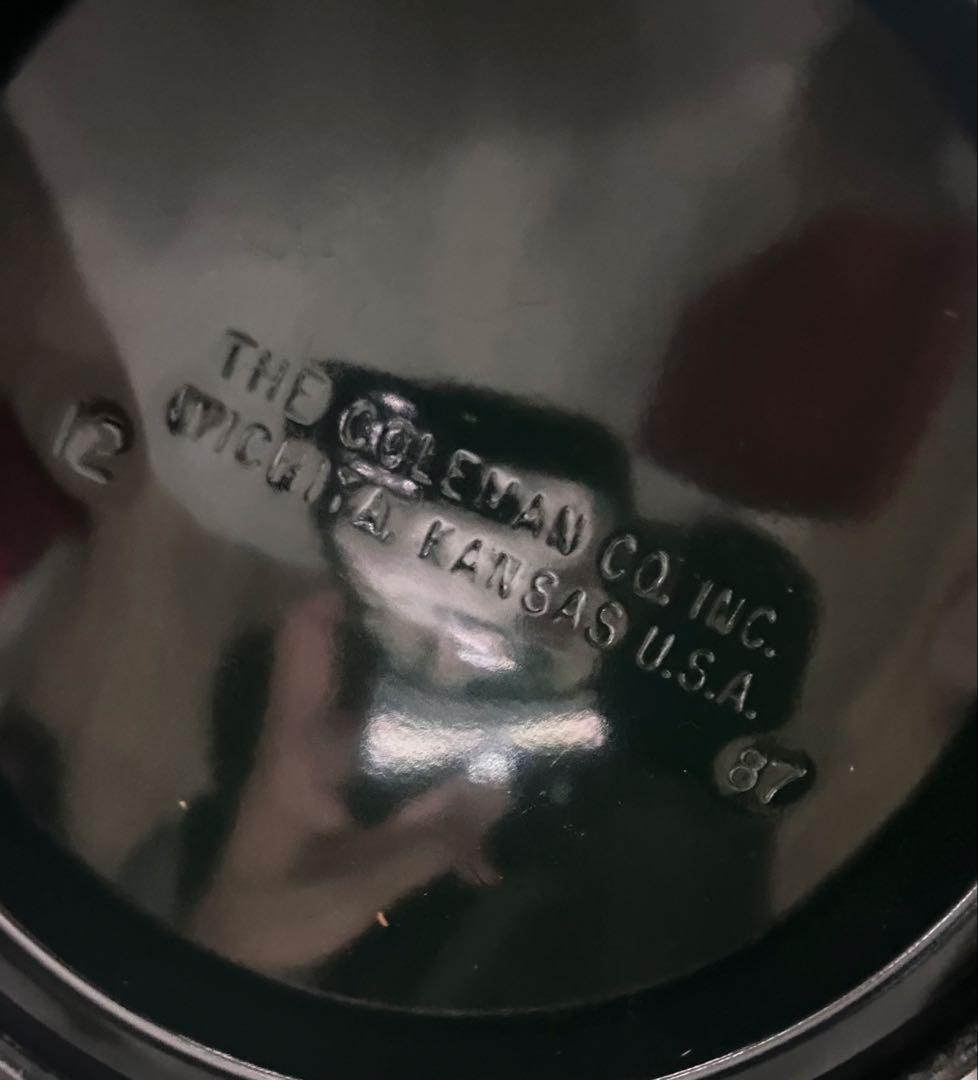 THE COLEMAN CO. INC.
WICHITA, KANSAS U.S.A.
12
87